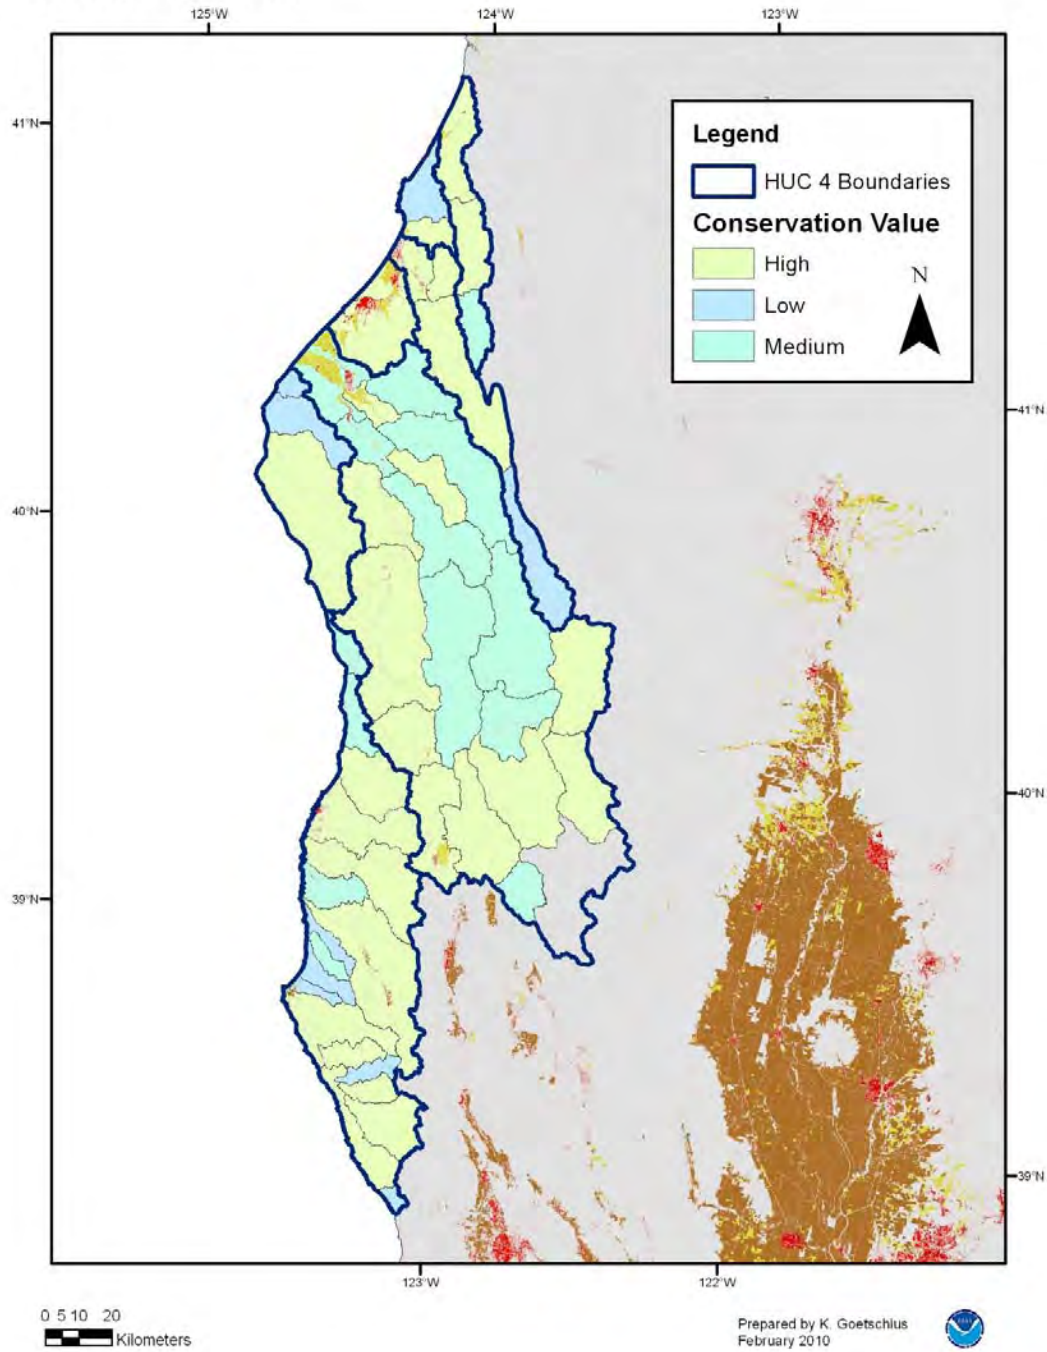 125°W 124°W 123°W
41°N
Legend
HUC 4 Boundaries
Conservation Value
High
N
Low
Medium
41°N
40°N
40°N
39°N
39°N
123°W 122°W
0 5 10 20
Kilometers
Prepared by K. Goetschius
February 2010